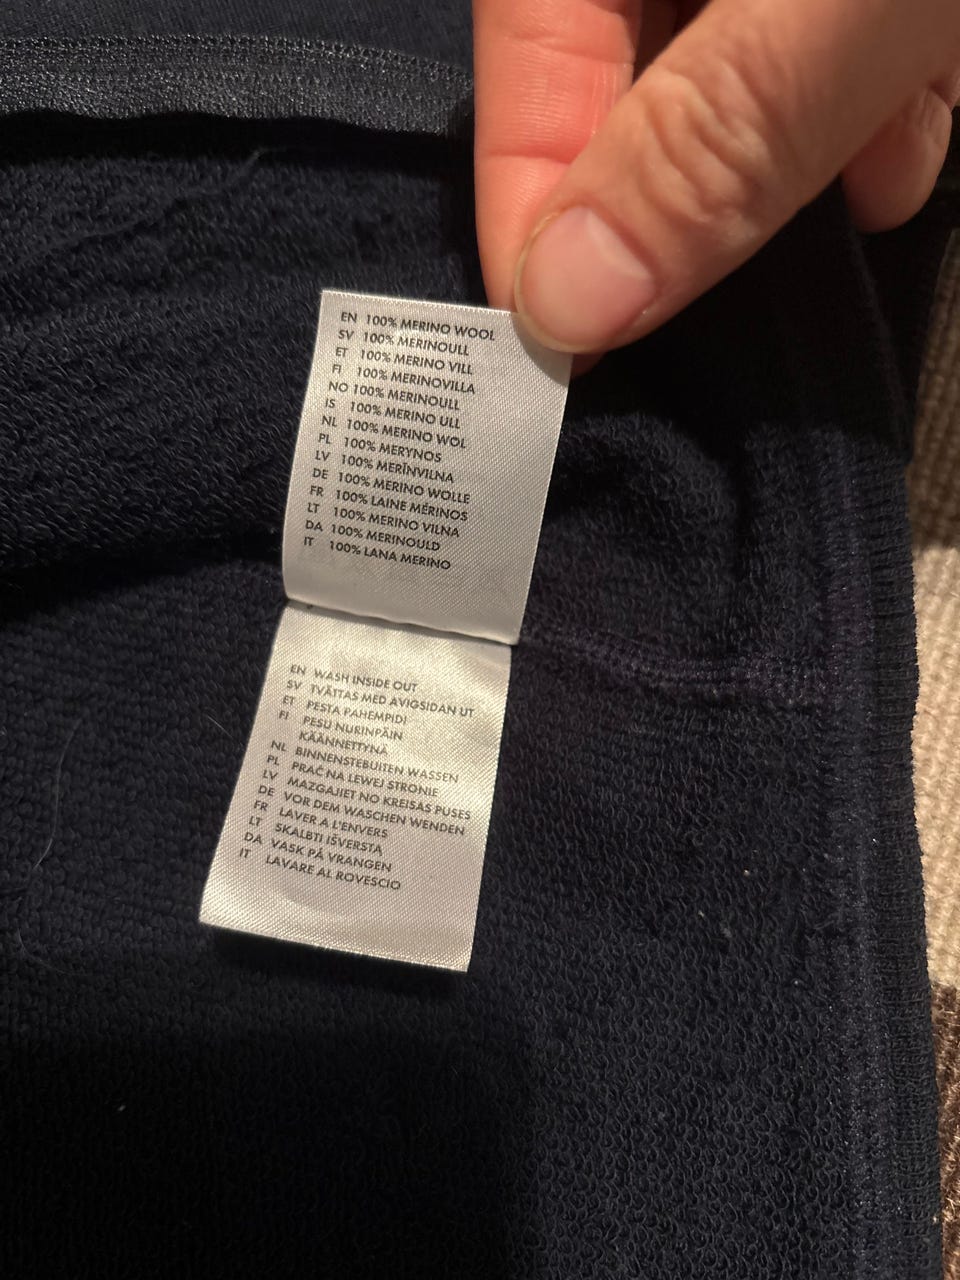 EN 100% MERINO WOOL
SV 100% MERINOULL
ET 100% MERINO VILL
FI 100% MERINOVILLA
NO 100% MERINOULL
IS 100% MERINO ULL
NL 100% MERINO WOL
PL 100% MERYNOS
LV 100% MERĪNVILNA
DE 100% MERINO WOLLE
FR 100% LAINE MÉRINOS
LT 100% MERINO VILNA
DA 100% MERINOULD
IT 100% LANA MERINO
EN WASH INSIDE OUT
SV TVÄTTAS MED AVIGSIDAN UT
ET PESTA PAHEMPIDI
FI PESU NURINPÄIN
KÄÄNNETTYNÄ
NL BINNENSTEBUITEN WASSEN
PL PRAĆ NA LEWEJ STRONIE
LV MAZGAJIET NO KREISAS PUSES
DE VOR DEM WASCHEN WENDEN
FR LAVER A L'ENVERS
LT SKALBTI IŠVERSTĄ
DA VASK PÅ VRANGEN
IT LAVARE AL ROVESCIO